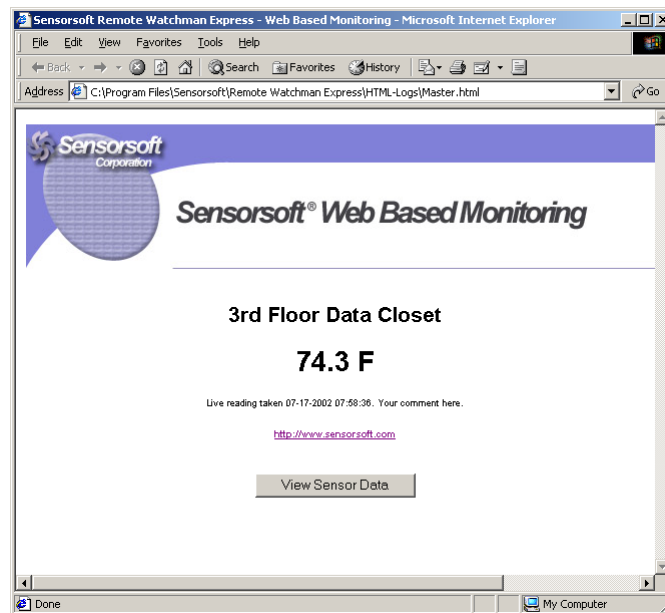 Sensorsoft Remote Watchman Express - Web Based Monitoring - Microsoft Internet Explorer
File Edit View Favorites Tools Help
Back Search Favorites History
Address C:\Program Files\Sensorsoft\Remote Watchman Express\HTML-Logs\Master.html Go
Sensorsoft
Corporation
Sensorsoft® Web Based Monitoring
3rd Floor Data Closet
74.3 F
Live reading taken 07-17-2002 07:58:36. Your comment here.
http://www.sensorsoft.com
View Sensor Data
Done My Computer